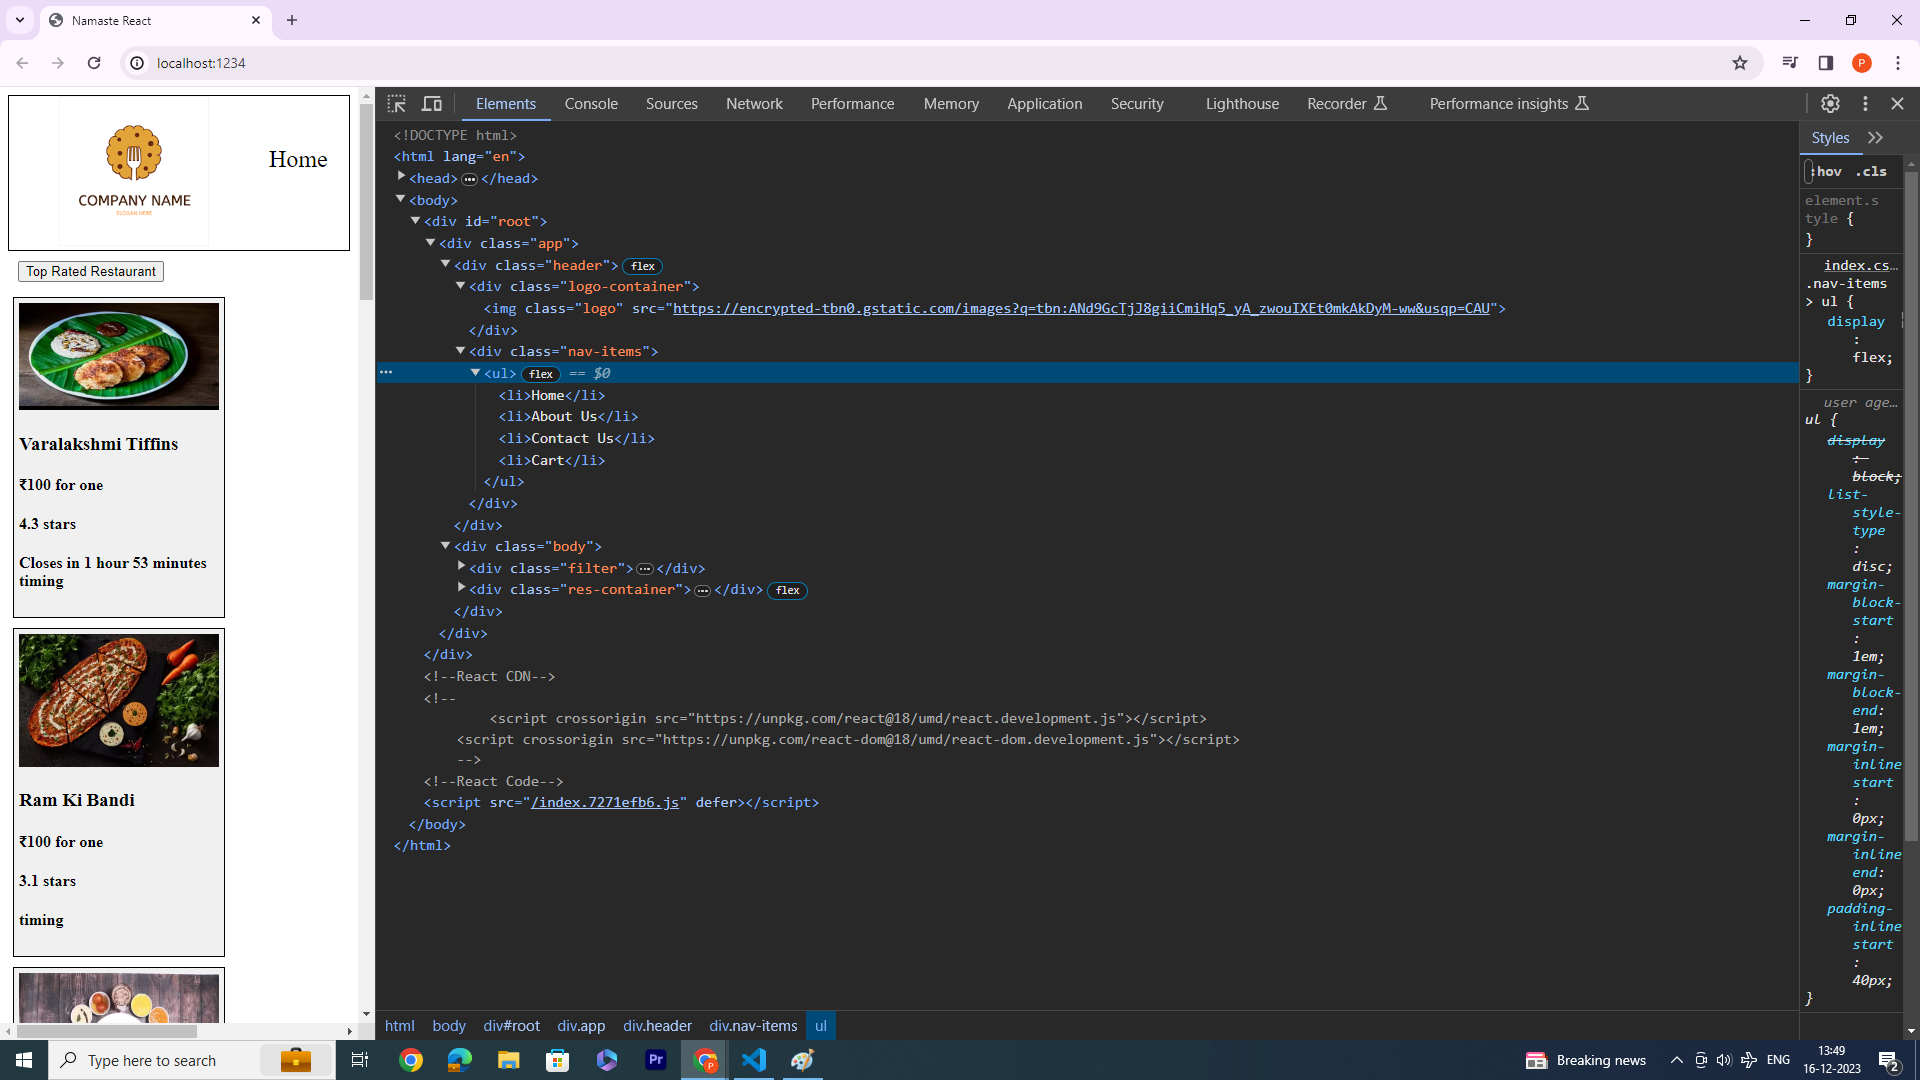 Namaste React
localhost:1234
P
COMPANY NAME
SLOGAN HERE
Home
Top Rated Restaurant
Varalakshmi Tiffins
₹100 for one
4.3 stars
Closes in 1 hour 53 minutes
timing
Ram Ki Bandi
₹100 for one
3.1 stars
timing
Elements Console Sources Network Performance Memory Application Security Lighthouse Recorder Performance insights
<!DOCTYPE html>
<html lang="en">
<head> ••• </head>
<body>
<div id="root">
<div class="app">
<div class="header"> flex
<div class="logo-container">
<img class="logo" src="https://encrypted-tbn0.gstatic.com/images?q=tbn:ANd9GcTjJ8giiCmiHq5_yA_zwouIXEt0mkAkDyM-ww&usqp=CAU">
</div>
<div class="nav-items">
••• <ul> flex == $0
<li>Home</li>
<li>About Us</li>
<li>Contact Us</li>
<li>Cart</li>
</ul>
</div>
</div>
<div class="body">
<div class="filter"> ••• </div>
<div class="res-container"> ••• </div> flex
</div>
</div>
</div>
<!--React CDN-->
<!--
<script crossorigin src="https://unpkg.com/react@18/umd/react.development.js"></script>
<script crossorigin src="https://unpkg.com/react-dom@18/umd/react-dom.development.js"></script>
-->
<!--React Code-->
<script src="/index.7271efb6.js" defer></script>
</body>
</html>
html body div#root div.app div.header div.nav-items ul
Styles
:hov .cls
element.s
tyle {
}
index.cs…
.nav-items
> ul {
display
:
flex;
}
user age…
ul {
display
:
block;
list-
style-
type
:
disc;
margin-
block-
start
:
1em;
margin-
block-
end:
1em;
margin-
inline
start
:
0px;
margin-
inline
end:
0px;
padding-
inline
start
:
40px;
}
Type here to search
Pr
P
Breaking news
ENG
13:49
16-12-2023
2